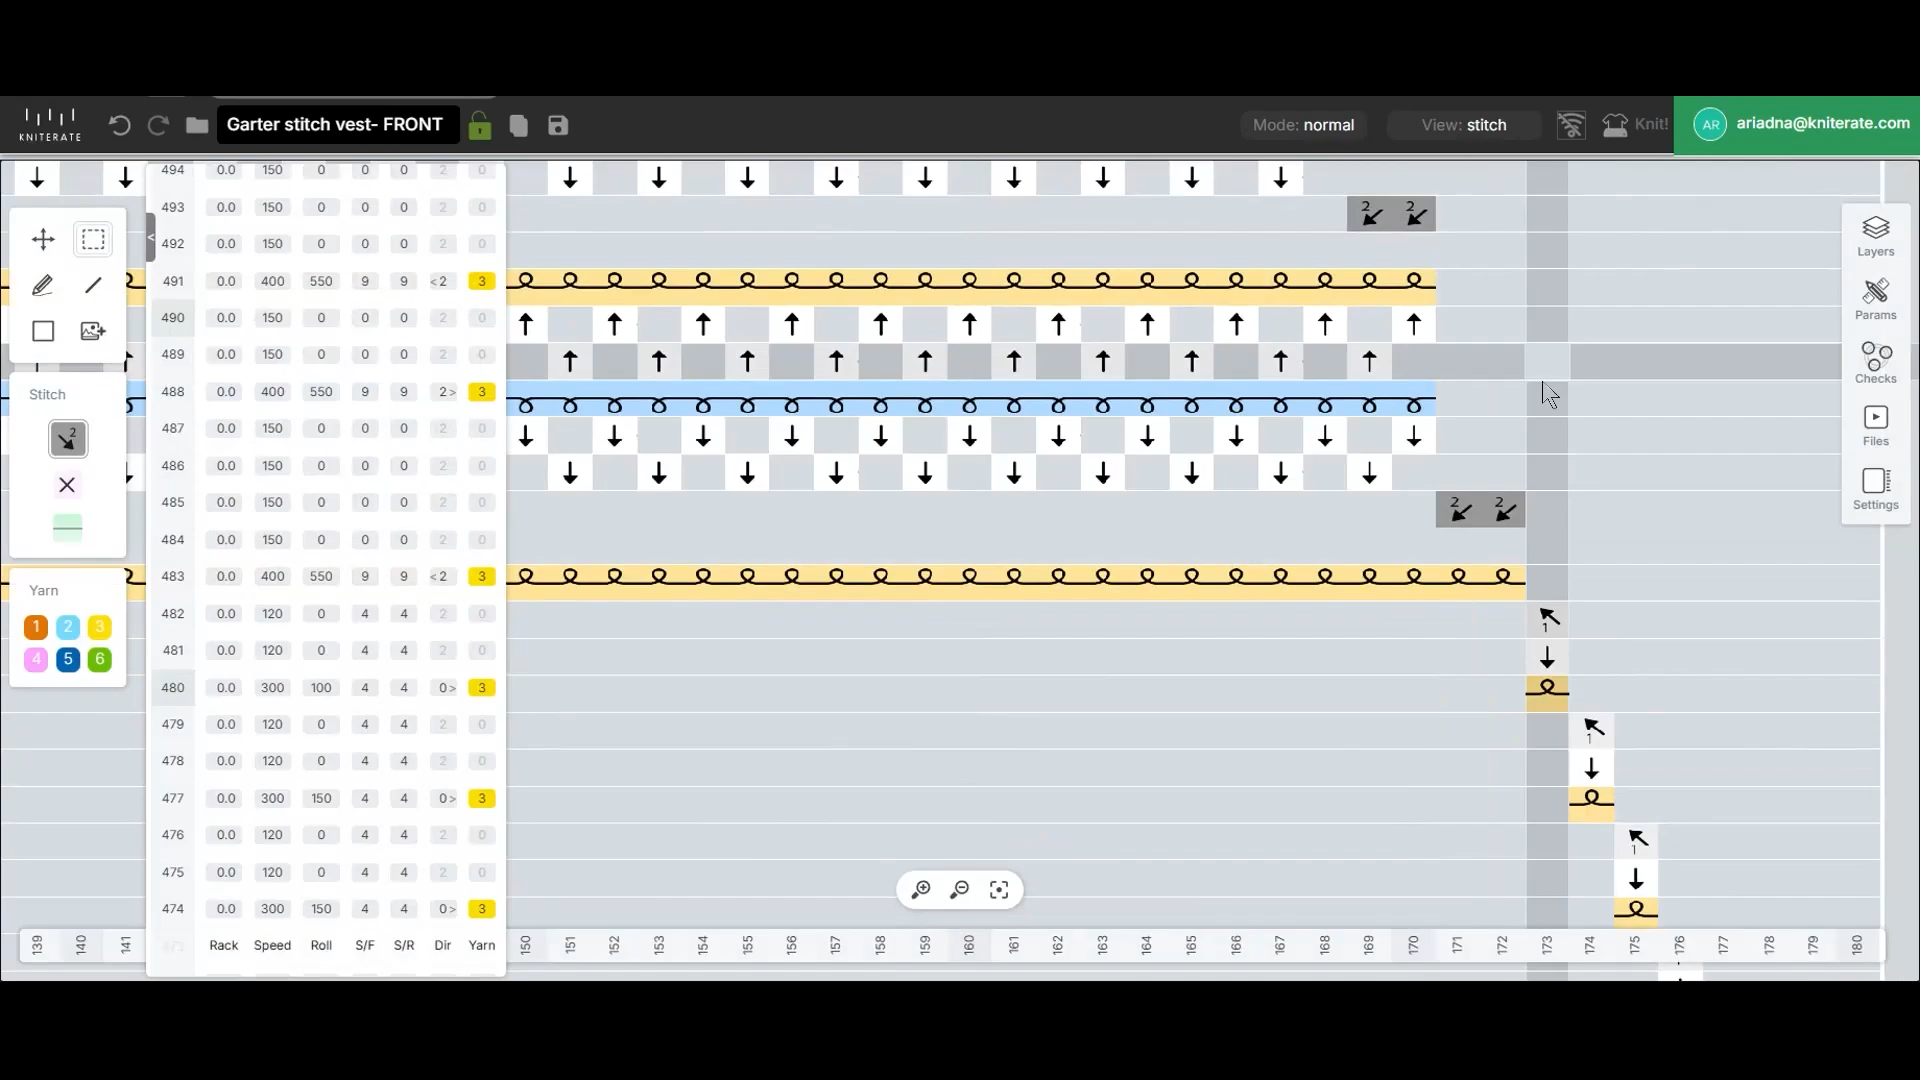 KNITERATE
Garter stitch vest- FRONT
Mode: normal
View: stitch
Knit!
AR
ariadna@kniterate.com
494 0.0 150 0 0 0 2 0
493 0.0 150 0 0 0 2 0
2 2
492 0.0 150 0 0 0 2 0
491 0.0 400 550 9 9 <2 3
490 0.0 150 0 0 0 2 0
489 0.0 150 0 0 0 2 0
488 0.0 400 550 9 9 2> 3
487 0.0 150 0 0 0 2 0
486 0.0 150 0 0 0 2 0
485 0.0 150 0 0 0 2 0
2 2
484 0.0 150 0 0 0 2 0
483 0.0 400 550 9 9 <2 3
482 0.0 120 0 4 4 2 0
1
481 0.0 120 0 4 4 2 0
480 0.0 300 100 4 4 0> 3
479 0.0 120 0 4 4 2 0
1
478 0.0 120 0 4 4 2 0
477 0.0 300 150 4 4 0> 3
476 0.0 120 0 4 4 2 0
1
475 0.0 120 0 4 4 2 0
474 0.0 300 150 4 4 0> 3
Rack Speed Roll S/F S/R Dir Yarn
<
Stitch
2
Yarn
1 2 3
4 5 6
Layers
Params
Checks
Files
Settings
139 140 141 150 151 152 153 154 155 156 157 158 159 160 161 162 163 164 165 166 167 168 169 170 171 172 173 174 175 176 177 178 179 180